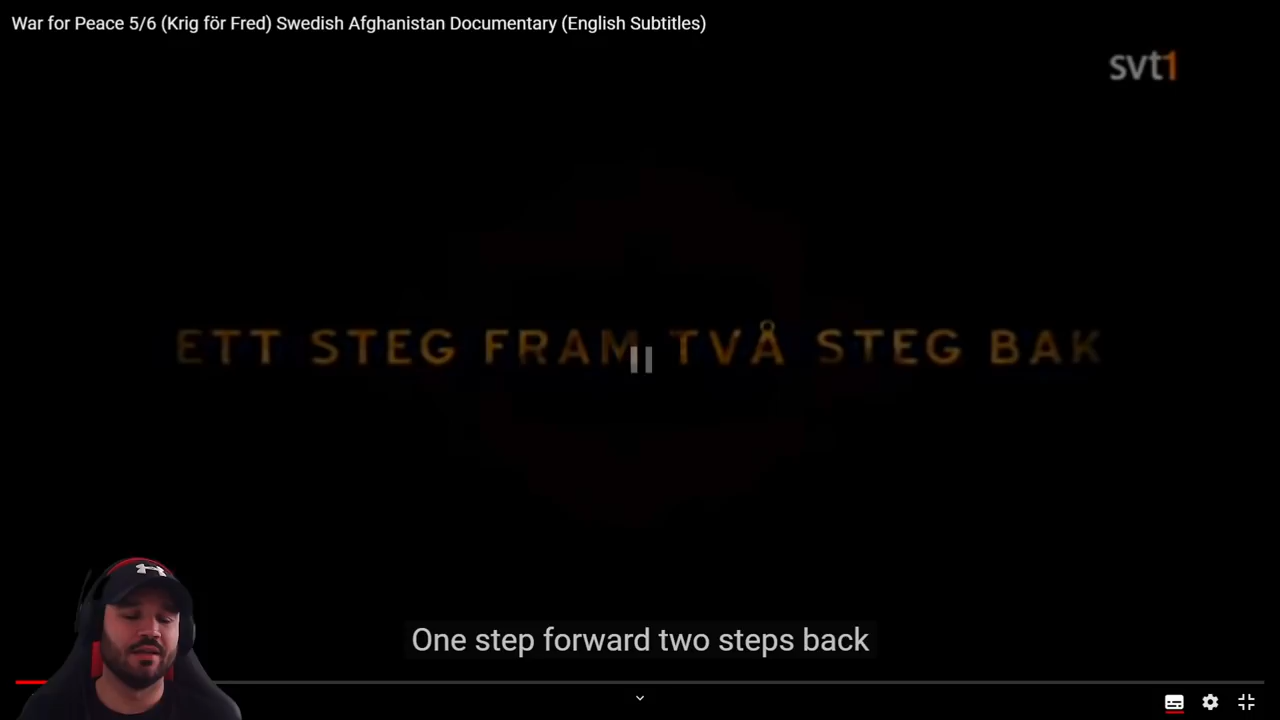 War for Peace 5/6 (Krig för Fred) Swedish Afghanistan Documentary (English Subtitles)
svt1
ETT STEG FRAM TVÅ STEG BAK
One step forward two steps back